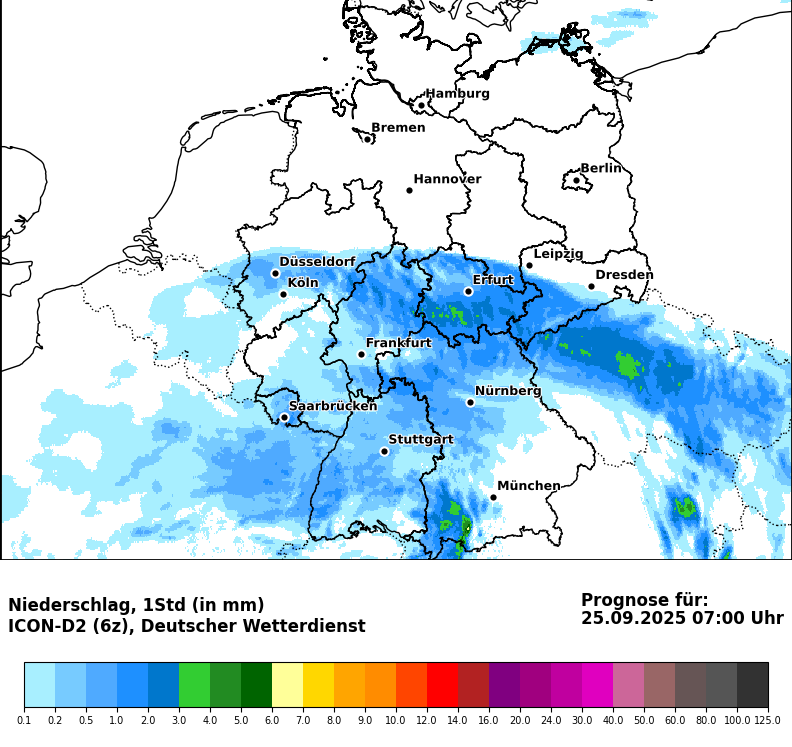 Hamburg
Bremen
Berlin
Hannover
Leipzig
Düsseldorf
Dresden
Köln
Erfurt
Frankfurt
Nürnberg
Saarbrücken
Stuttgart
München
Niederschlag, 1Std (in mm)
ICON-D2 (6z), Deutscher Wetterdienst
Prognose für:
25.09.2025 07:00 Uhr
0.1 0.2 0.5 1.0 2.0 3.0 4.0 5.0 6.0 7.0 8.0 9.0 10.0 12.0 14.0 16.0 20.0 24.0 30.0 40.0 50.0 60.0 80.0 100.0 125.0